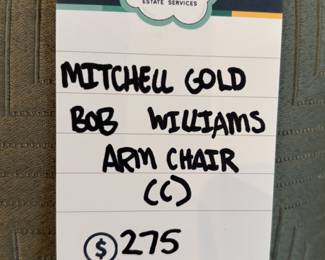 ESTATE SERVICES
MITCHELL GOLD
BOB WILLIAMS
ARM CHAIR
(C)
$ 275